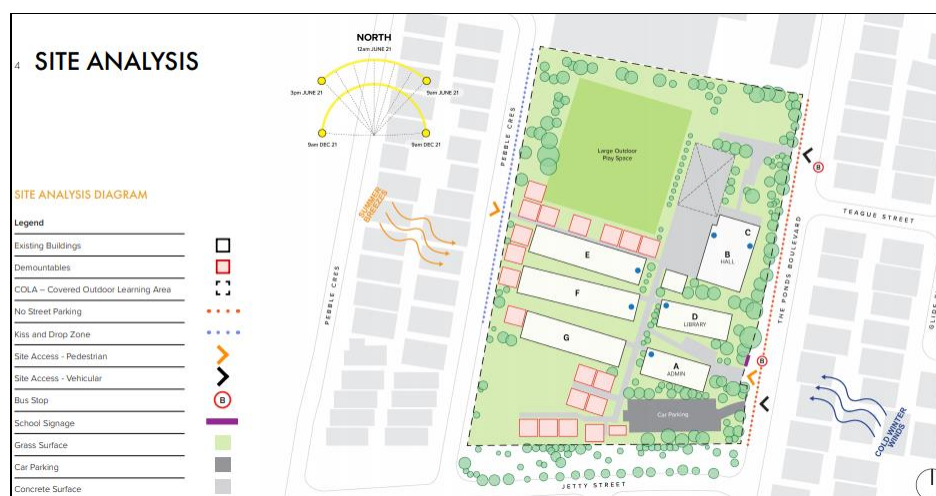 4 SITE ANALYSIS
NORTH
12am JUNE 21
3pm JUNE 21
9am JUNE 21
9am DEC 21
9am DEC 21
SITE ANALYSIS DIAGRAM
Legend
Existing Buildings
Demountables
COLA – Covered Outdoor Learning Area
No Street Parking
Kiss and Drop Zone
Site Access - Pedestrian
Site Access - Vehicular
Bus Stop
B
School Signage
Grass Surface
Car Parking
Concrete Surface
SUMMER
BREEZES
PEBBLE CRES
PEBBLE CRES
Large Outdoor
Play Space
B
TEAGUE STREET
THE PONDS BOULEVARD
C
B
HALL
E
F
D
LIBRARY
G
A
ADMIN
B
Car Parking
COLD WINTER
WINDS
JETTY STREET